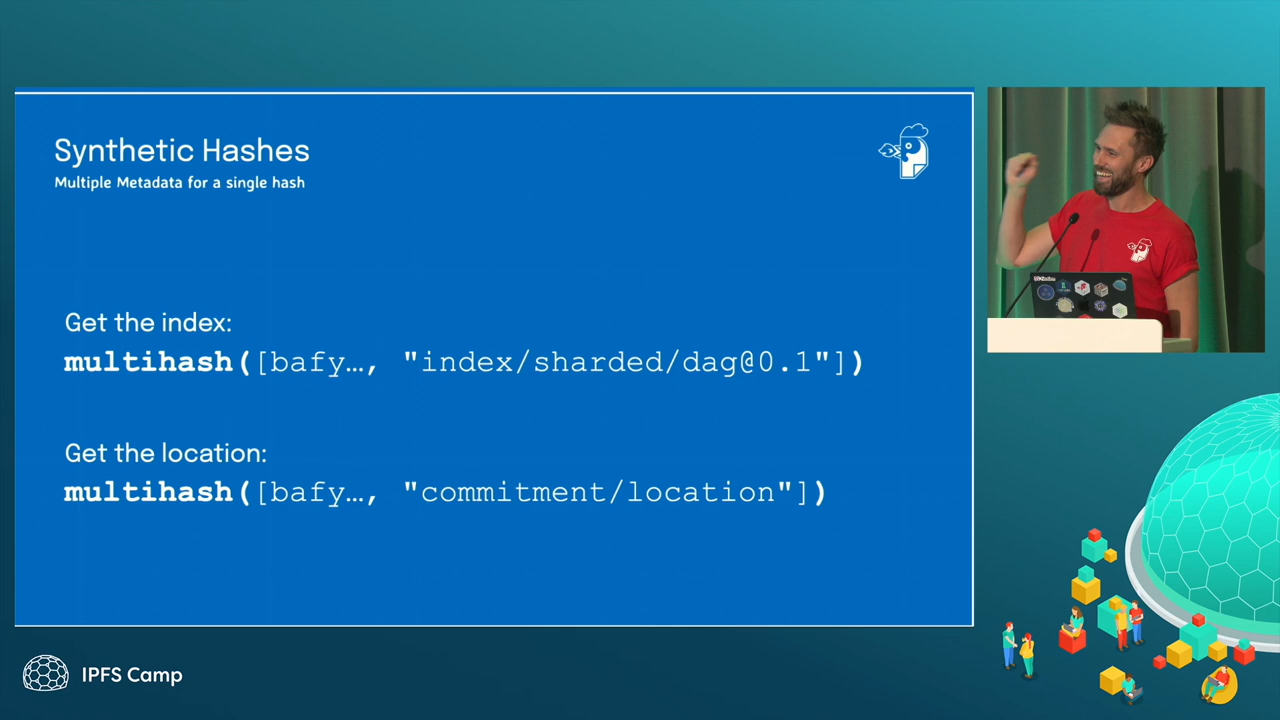 Synthetic Hashes
Multiple Metadata for a single hash
Get the index:
multihash([bafy…, "index/sharded/dag@0.1"])
Get the location:
multihash([bafy…, "commitment/location"])
IPFS Camp